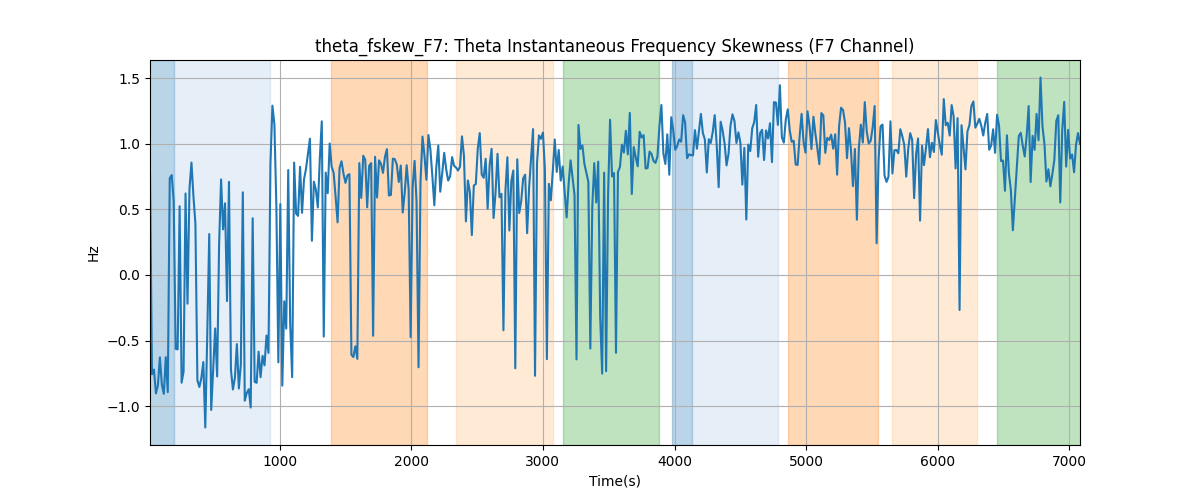 theta_fskew_F7: Theta Instantaneous Frequency Skewness (F7 Channel)
1.5
1.0
0.5
0.0
−0.5
−1.0
Hz
1000 2000 3000 4000 5000 6000 7000
Time(s)